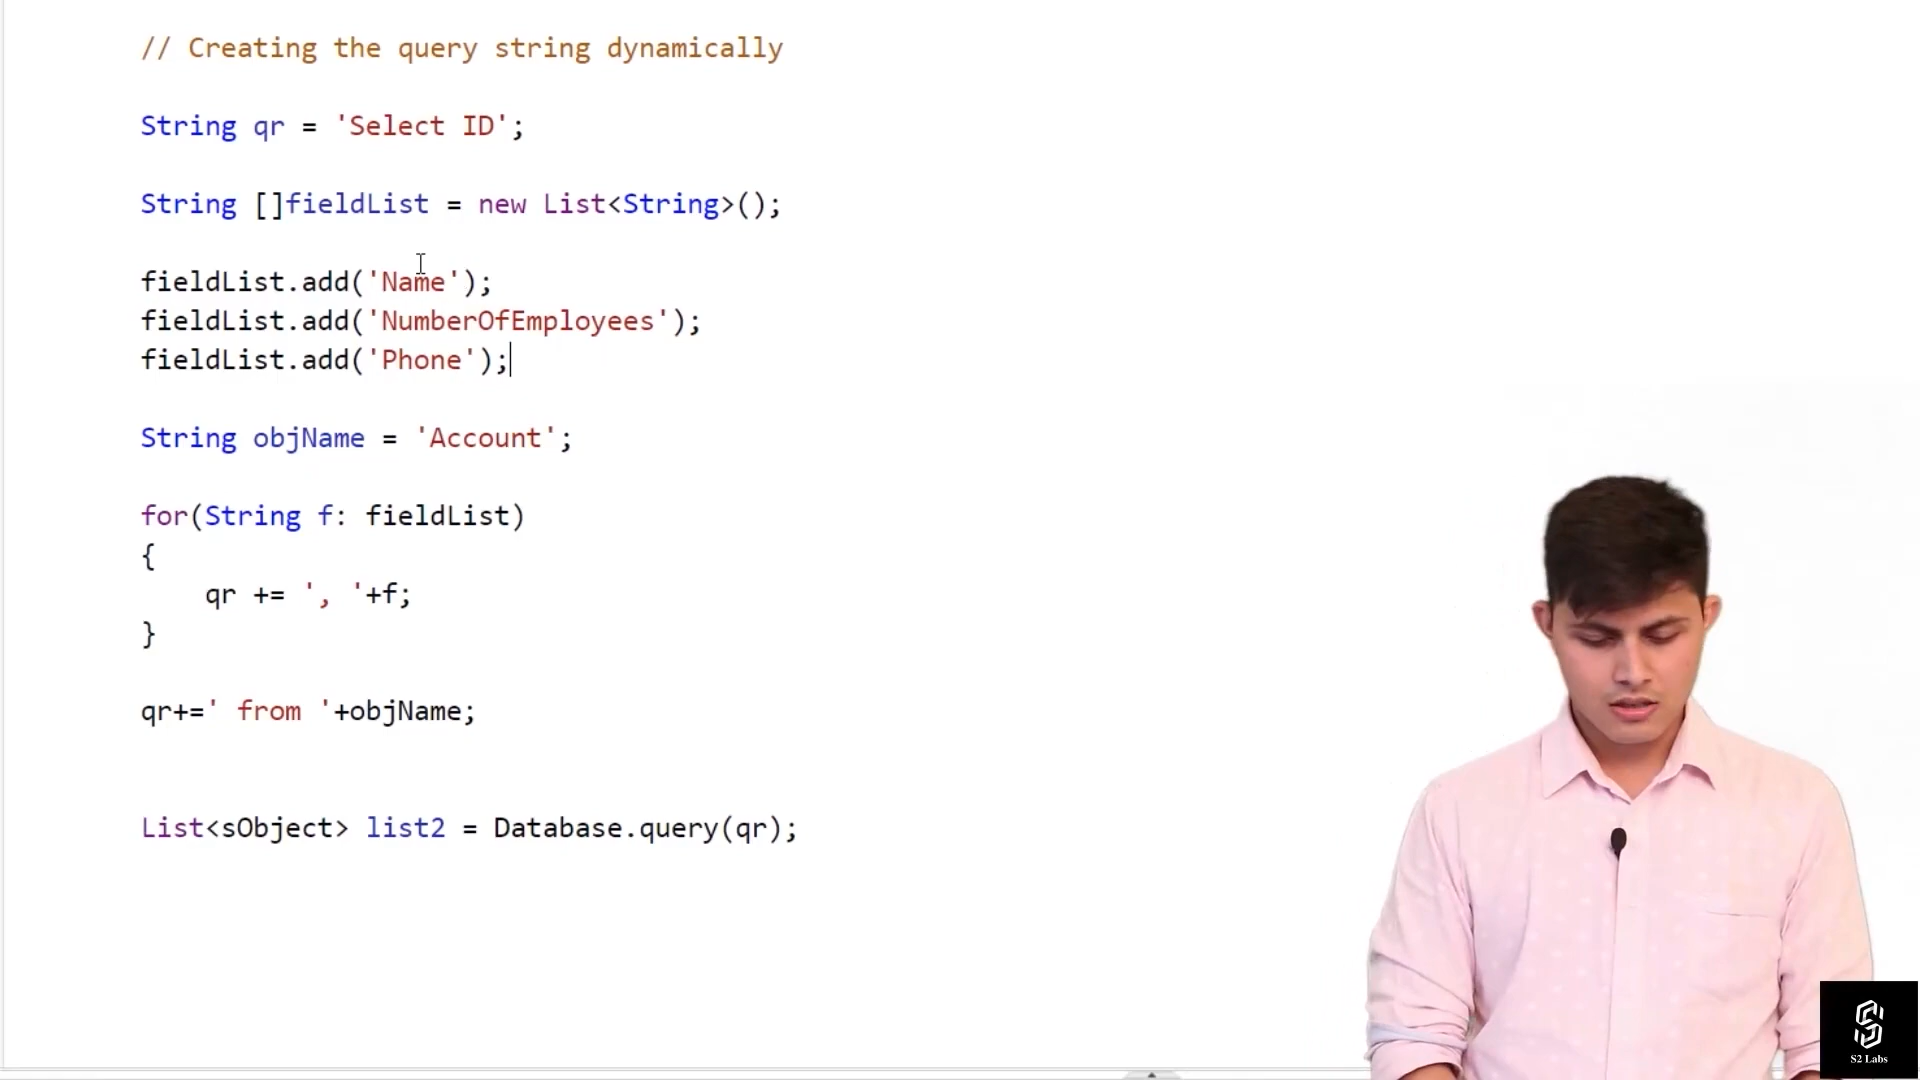 // Creating the query string dynamically
String qr = 'Select ID';
String []fieldList = new List<String>();
fieldList.add('Name');
fieldList.add('NumberOfEmployees');
fieldList.add('Phone');
String objName = 'Account';
for(String f: fieldList)
{
    qr += ', '+f;
}
qr+=' from '+objName;
List<sObject> list2 = Database.query(qr);
S2 Labs